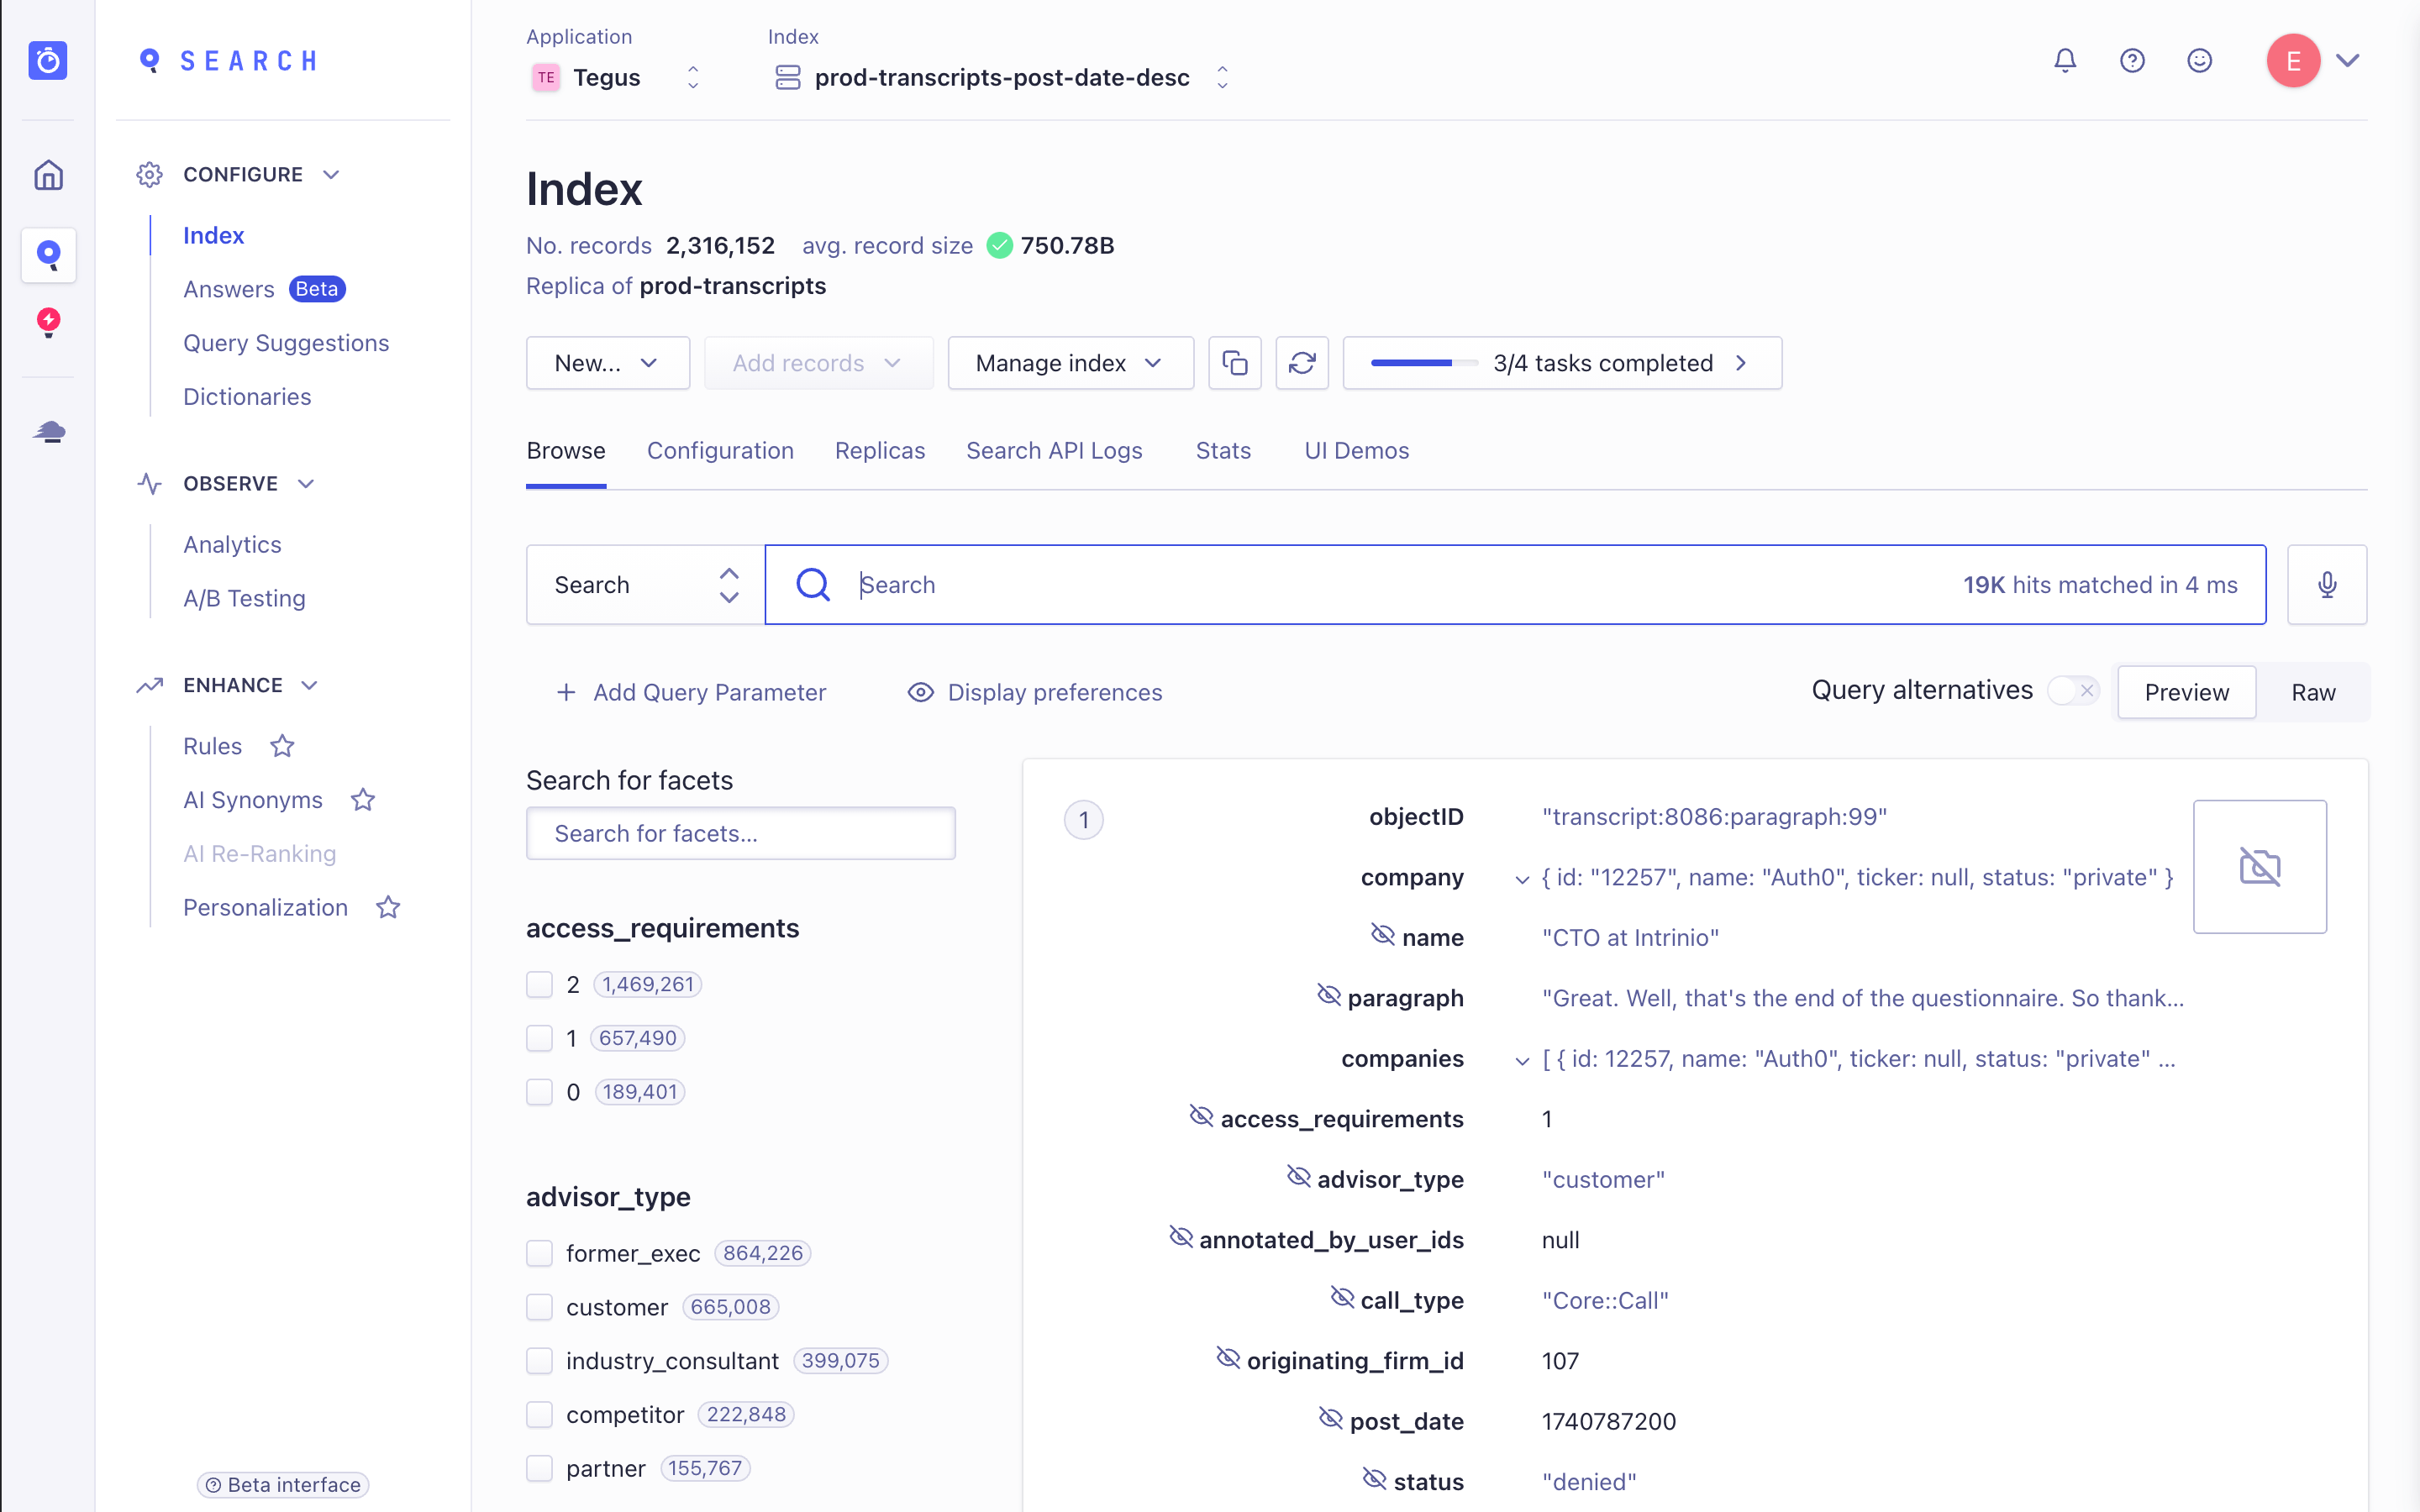 SEARCH
CONFIGURE
Index
Answers Beta
Query Suggestions
Dictionaries
OBSERVE
Analytics
A/B Testing
ENHANCE
Rules
AI Synonyms
AI Re-Ranking
Personalization
Beta interface
Application
TE Tegus
Index
prod-transcripts-post-date-desc
E
Index
No. records 2,316,152 avg. record size 750.78B
Replica of prod-transcripts
New... Add records Manage index 3/4 tasks completed
Browse Configuration Replicas Search API Logs Stats UI Demos
Search Search 19K hits matched in 4 ms
Add Query Parameter Display preferences Query alternatives Preview Raw
Search for facets
Search for facets...
access_requirements
2 1,469,261
1 657,490
0 189,401
advisor_type
former_exec 864,226
customer 665,008
industry_consultant 399,075
competitor 222,848
partner 155,767
1
objectID "transcript:8086:paragraph:99"
company { id: "12257", name: "Auth0", ticker: null, status: "private" }
name "CTO at Intrinio"
paragraph "Great. Well, that's the end of the questionnaire. So thank...
companies [ { id: 12257, name: "Auth0", ticker: null, status: "private" ...
access_requirements 1
advisor_type "customer"
annotated_by_user_ids null
call_type "Core::Call"
originating_firm_id 107
post_date 1740787200
status "denied"